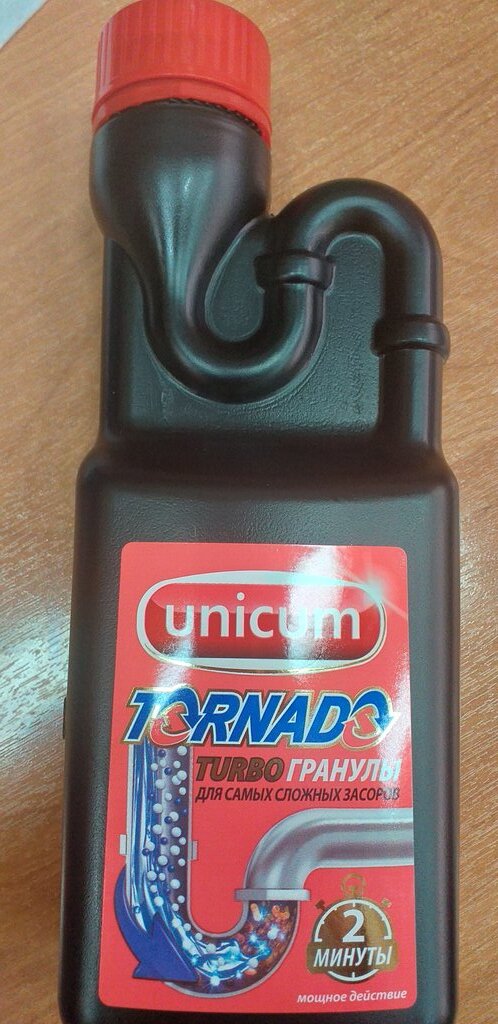 unicum
TORNADO
TURBO ГРАНУЛЫ
ДЛЯ САМЫХ СЛОЖНЫХ ЗАСОРОВ
2
МИНУТЫ
мощное действие